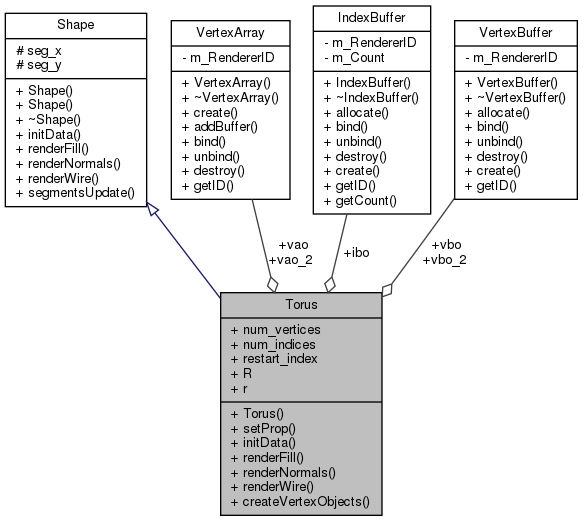 Shape
# seg_x
# seg_y
+ Shape()
+ Shape()
+ ~Shape()
+ initData()
+ renderFill()
+ renderNormals()
+ renderWire()
+ segmentsUpdate()
VertexArray
- m_RendererID
+ VertexArray()
+ ~VertexArray()
+ create()
+ addBuffer()
+ bind()
+ unbind()
+ destroy()
+ getID()
IndexBuffer
- m_RendererID
- m_Count
+ IndexBuffer()
+ ~IndexBuffer()
+ allocate()
+ bind()
+ unbind()
+ destroy()
+ create()
+ getID()
+ getCount()
VertexBuffer
- m_RendererID
+ VertexBuffer()
+ ~VertexBuffer()
+ allocate()
+ bind()
+ unbind()
+ destroy()
+ create()
+ getID()
+vao
+vao_2
+ibo
+vbo
+vbo_2
Torus
+ num_vertices
+ num_indices
+ restart_index
+ R
+ r
+ Torus()
+ setProp()
+ initData()
+ renderFill()
+ renderNormals()
+ renderWire()
+ createVertexObjects()